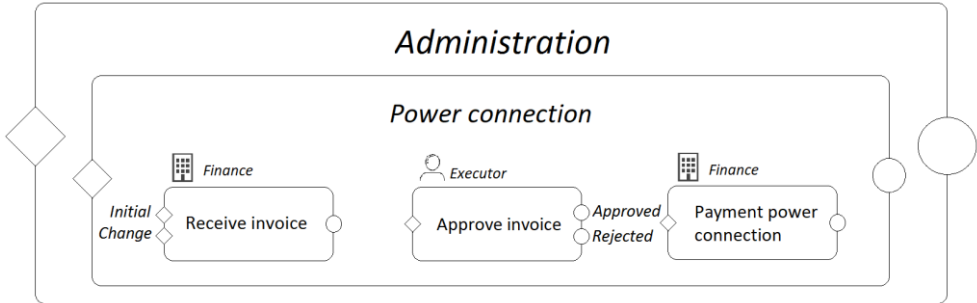 Administration
Power connection
Finance
Executor
Finance
Initial
Change
Receive invoice
Approve invoice
Approved
Rejected
Payment power
connection